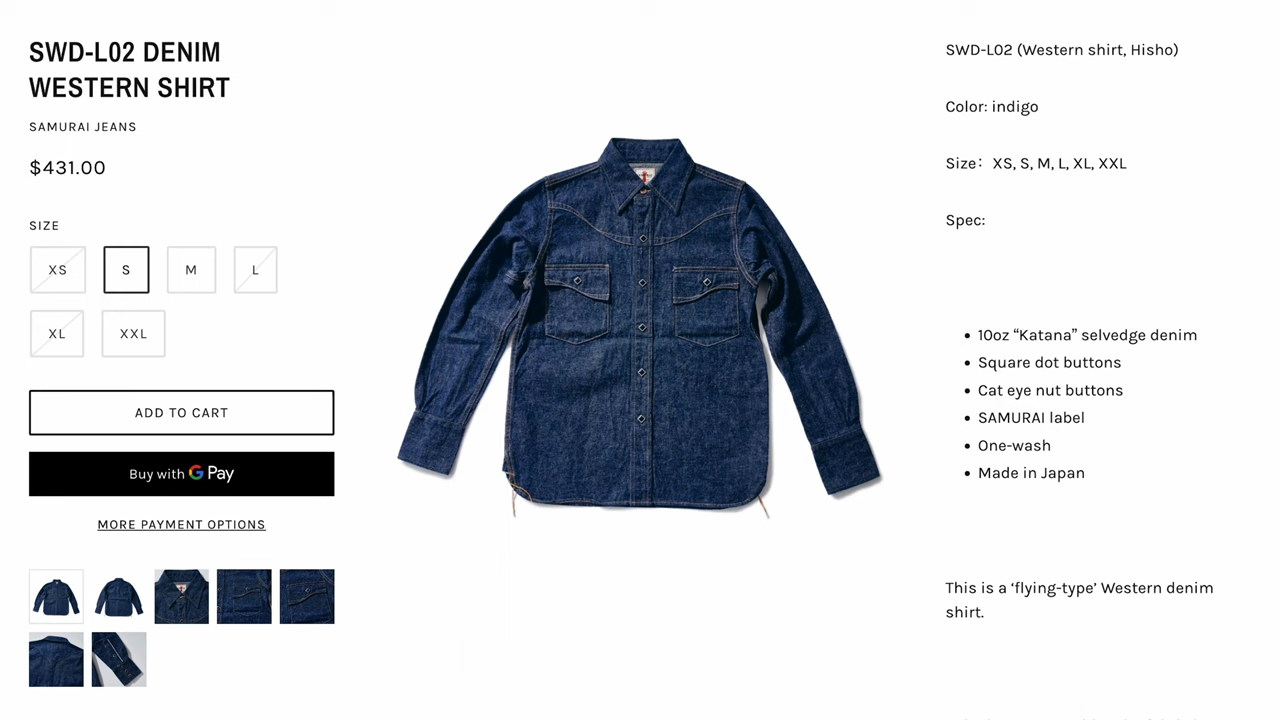 SWD-L02 DENIM
WESTERN SHIRT
SAMURAI JEANS
$431.00
SIZE
XS
S
M
L
XL
XXL
ADD TO CART
Buy with G Pay
MORE PAYMENT OPTIONS
SWD-L02 (Western shirt, Hisho)
Color: indigo
Size： XS, S, M, L, XL, XXL
Spec:
• 10oz “Katana” selvedge denim
• Square dot buttons
• Cat eye nut buttons
• SAMURAI label
• One-wash
• Made in Japan
This is a ‘flying-type’ Western denim
shirt.